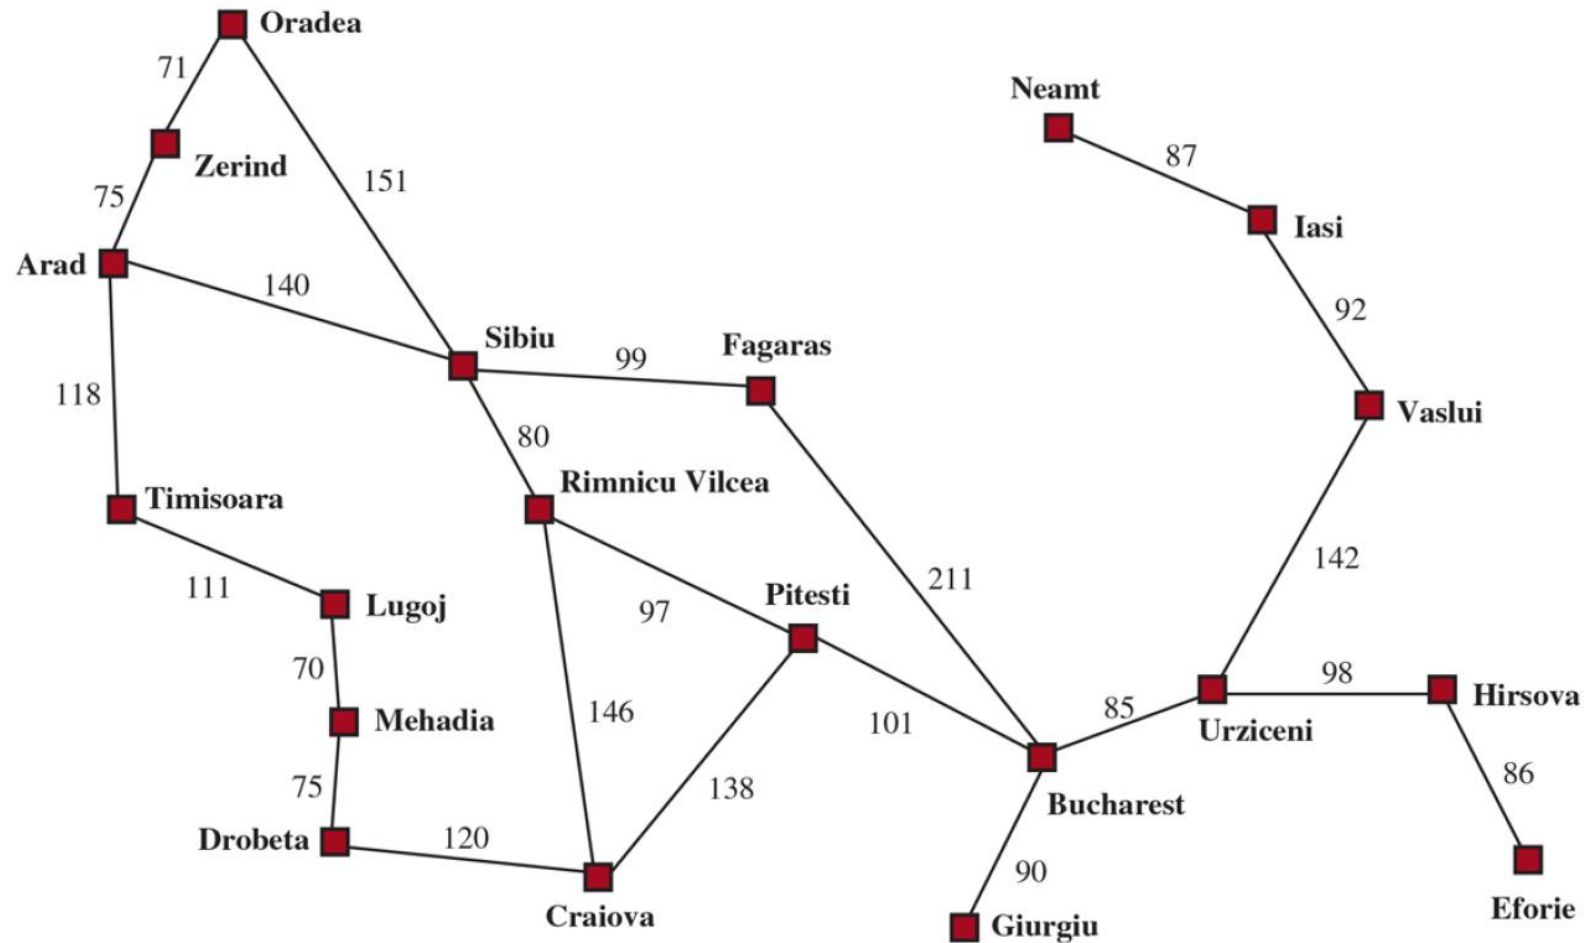 Oradea
71
Neamt
87
Zerind
151
75
Iasi
Arad
140
92
Sibiu
Fagaras
99
118
Vaslui
80
Rimnicu Vilcea
Timisoara
142
211
111
Lugoj
97
Pitesti
70
98
Hirsova
146
85
Mehadia
101
Urziceni
86
75
138
Bucharest
Drobeta
120
90
Eforie
Craiova
Giurgiu